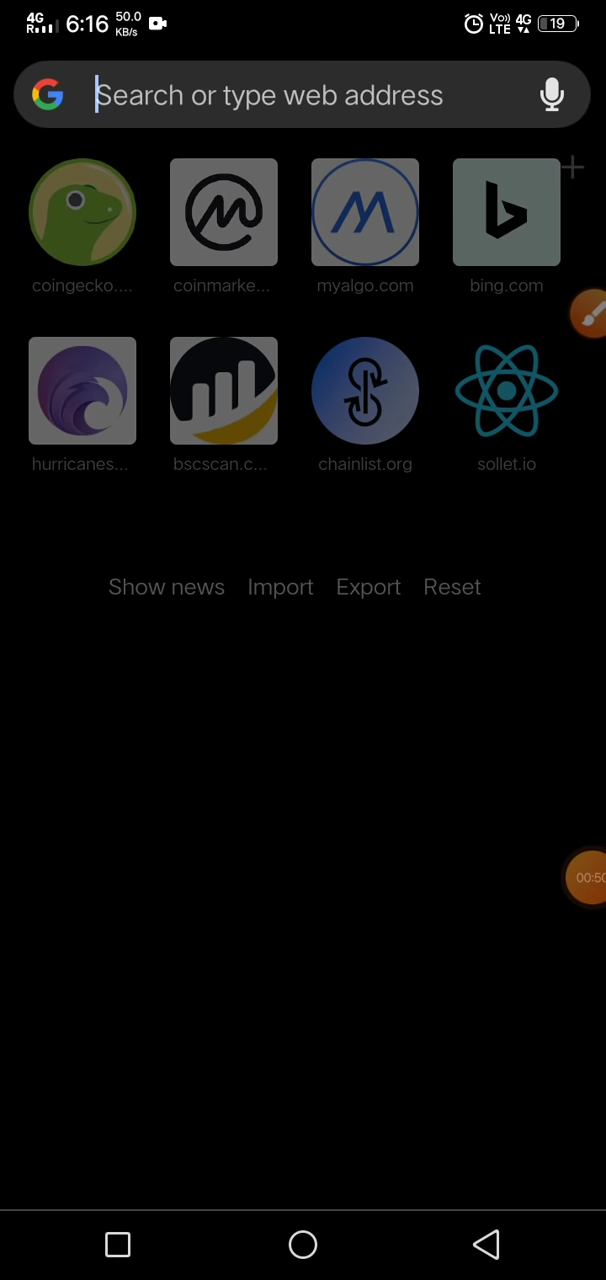 4G 6:16 50.0 Vo)) 4G 19
R KB/s LTE
Search or type web address
coingecko.... coinmarke... myalgo.com bing.com
hurricanes... bscscan.c... chainlist.org sollet.io
Show news Import Export Reset
00:50